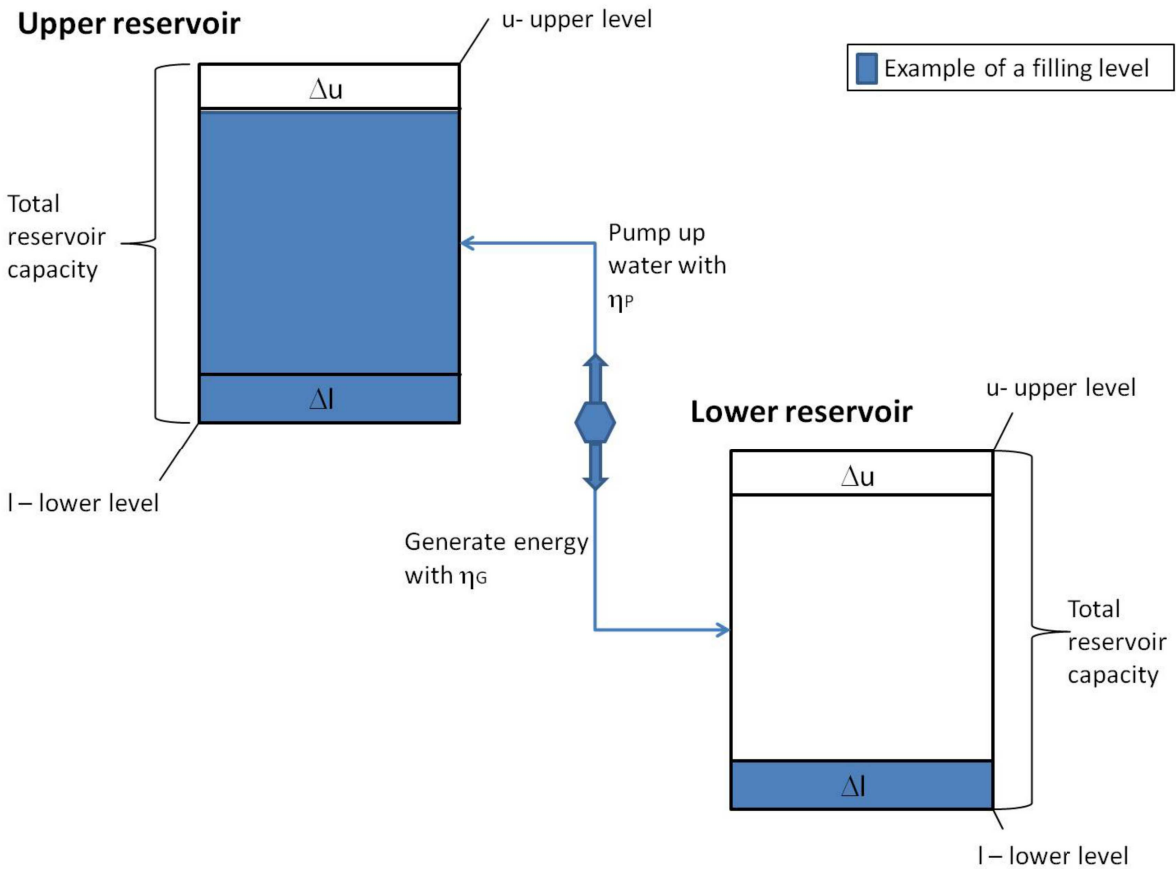 Upper reservoir
u- upper level
Example of a filling level
Δu
Total
reservoir
capacity
Pump up
water with
ηP
Δl
l – lower level
u- upper level
Lower reservoir
Δu
Generate energy
with ηG
Total
reservoir
capacity
Δl
l – lower level